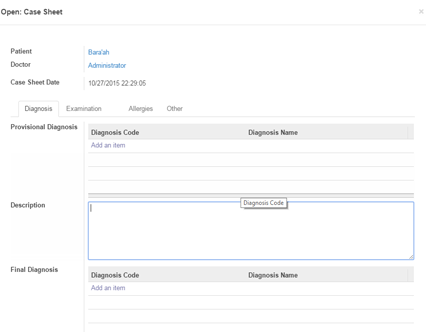 Open: Case Sheet ×
Patient Bara'ah
Doctor Administrator
Case Sheet Date 10/27/2015 22:29:05
Diagnosis Examination Allergies Other
Provisional Diagnosis
Diagnosis Code Diagnosis Name
Add an item
Diagnosis Code
Description
Final Diagnosis
Diagnosis Code Diagnosis Name
Add an item